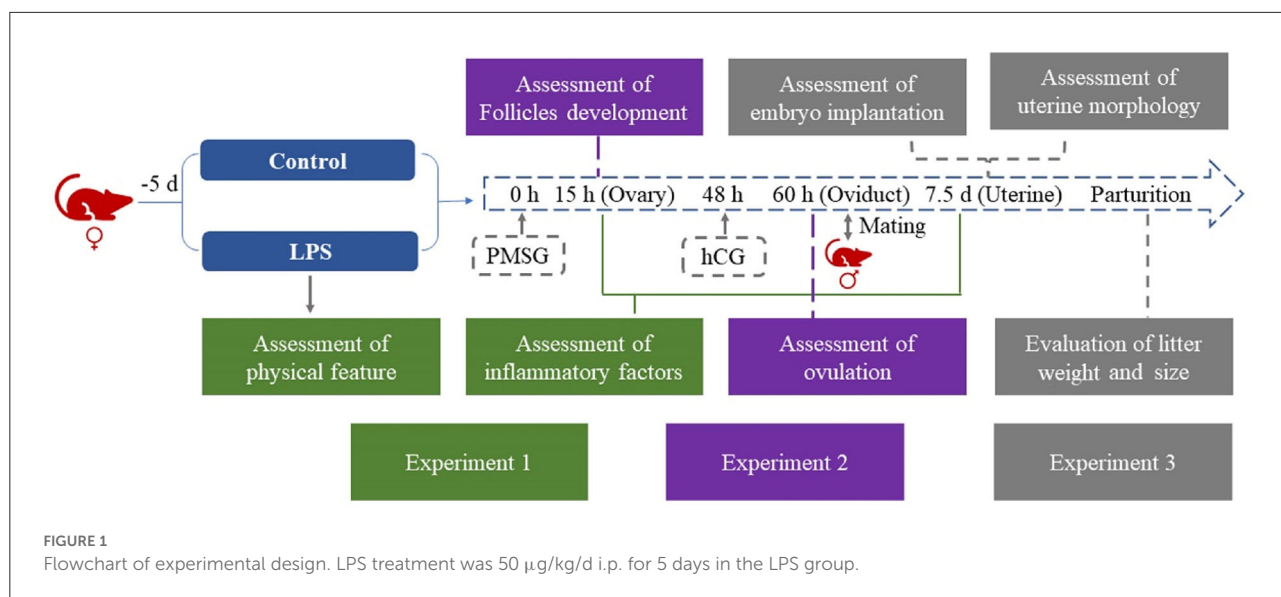 Assessment of
Follicles development
Assessment of
embryo implantation
Assessment of
uterine morphology
-5 d
Control
LPS
0 h 15 h (Ovary) 48 h 60 h (Oviduct) 7.5 d (Uterine) Parturition
PMSG
hCG
Mating
♀
♂
Assessment of
physical feature
Assessment of
inflammatory factors
Assessment of
ovulation
Evaluation of litter
weight and size
Experiment 1
Experiment 2
Experiment 3
FIGURE 1
Flowchart of experimental design. LPS treatment was 50 μg/kg/d i.p. for 5 days in the LPS group.